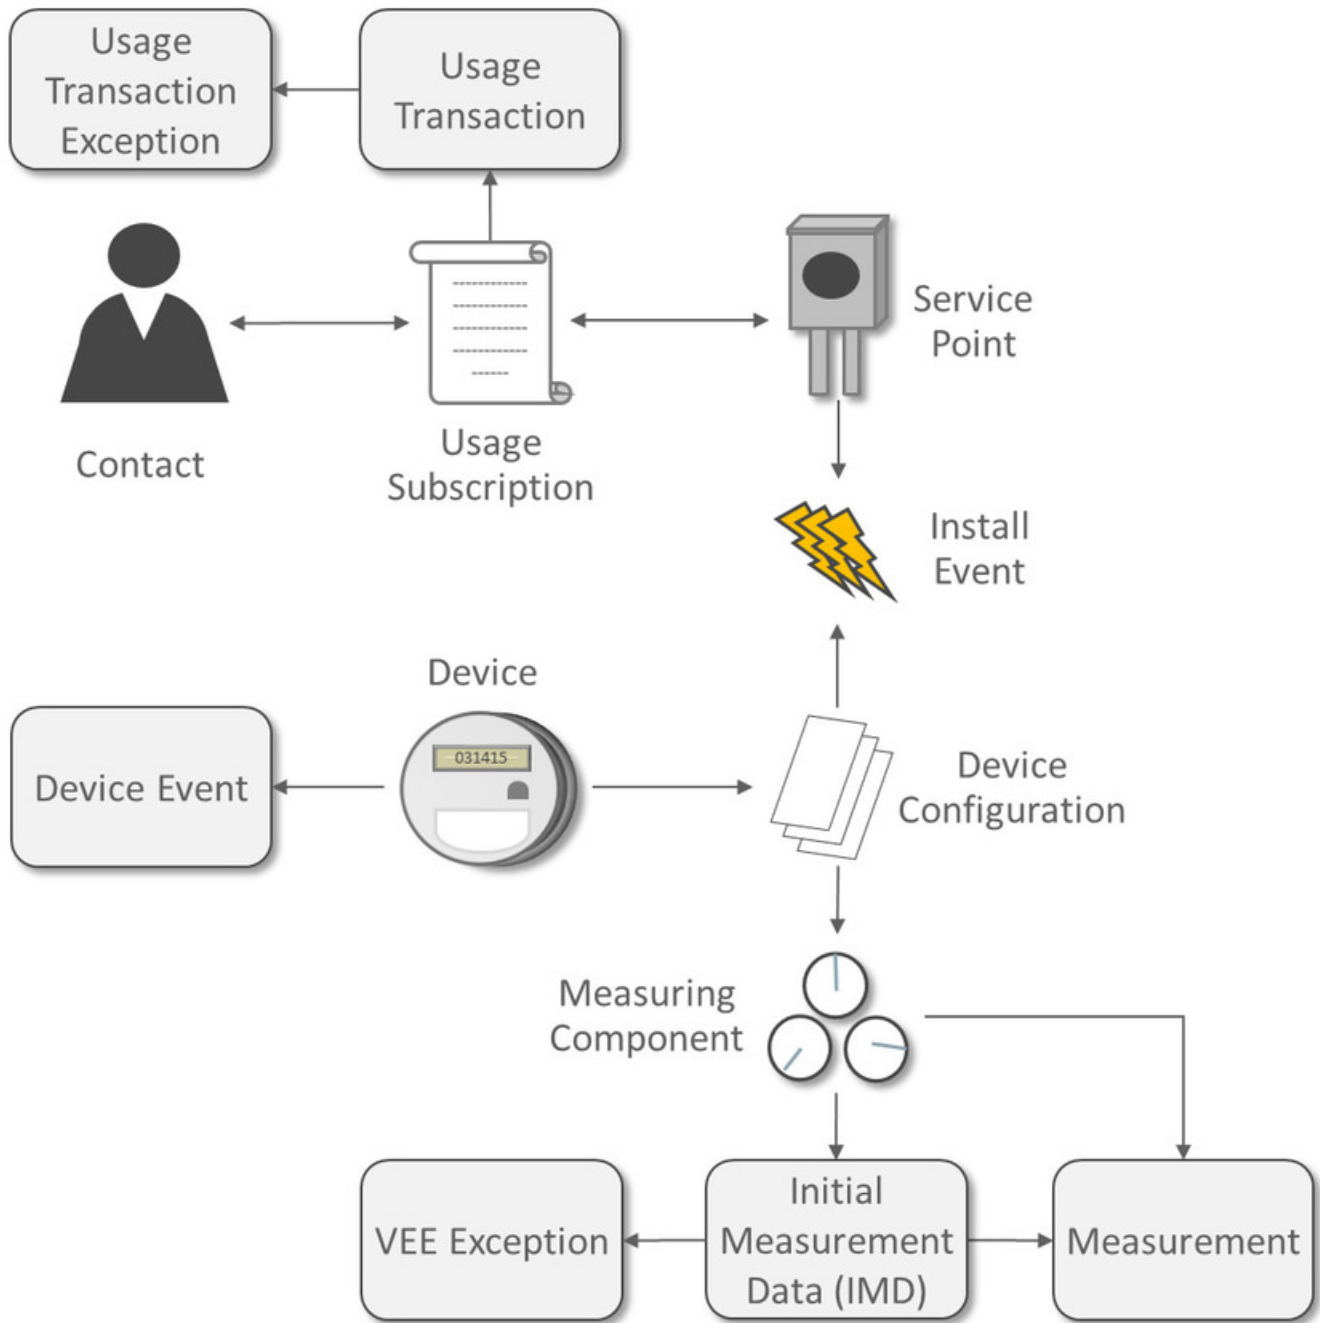 Usage
Transaction
Exception
Usage
Transaction
Contact
Usage
Subscription
Service
Point
Install
Event
Device
031415
Device Event
Device
Configuration
Measuring
Component
VEE Exception
Initial
Measurement
Data (IMD)
Measurement